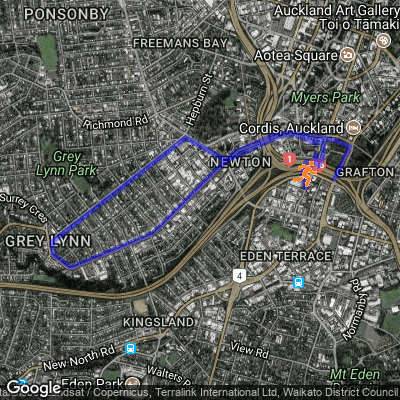 PONSONBY
Auckland Art Gallery
Toi o Tāmaki
FREEMANS BAY
Aotea Square
Hepburn St
Myers Park
Richmond Rd
Cordis, Auckland
Grey
Lynn Park
NEWTON
1
GRAFTON
Surrey Cres
GREY LYNN
EDEN TERRACE
4
Normanby Rd
KINGSLAND
New North Rd
View Rd
Mt Eden
Walters R
Eden Park
Google
dsat / Copernicus, Terralink International Ltd, Waikato District Council